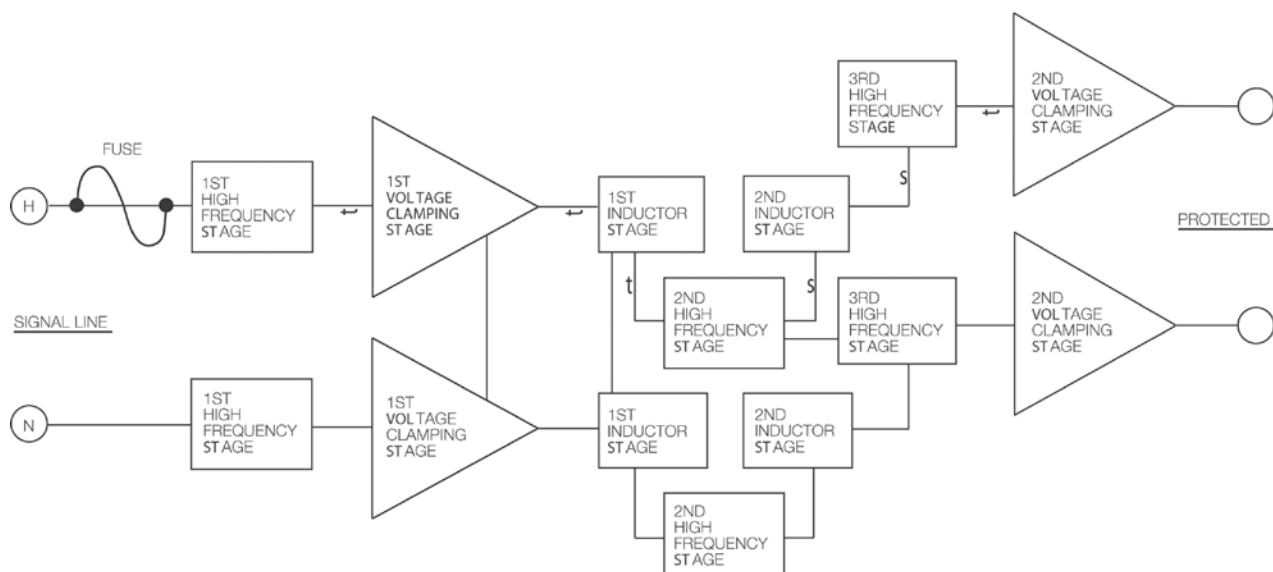 FUSE
H
1ST
HIGH
FREQUENCY
STAGE
t
1ST
VOLTAGE
CLAMPING
STAGE
t
1ST
INDUCTOR
STAGE
t
2ND
HIGH
FREQUENCY
STAGE
s
2ND
INDUCTOR
STAGE
s
3RD
HIGH
FREQUENCY
STAGE
t
2ND
VOLTAGE
CLAMPING
STAGE
PROTECTED
SIGNAL LINE
N
1ST
HIGH
FREQUENCY
STAGE
1ST
VOLTAGE
CLAMPING
STAGE
1ST
INDUCTOR
STAGE
2ND
HIGH
FREQUENCY
STAGE
2ND
INDUCTOR
STAGE
3RD
HIGH
FREQUENCY
STAGE
2ND
VOLTAGE
CLAMPING
STAGE